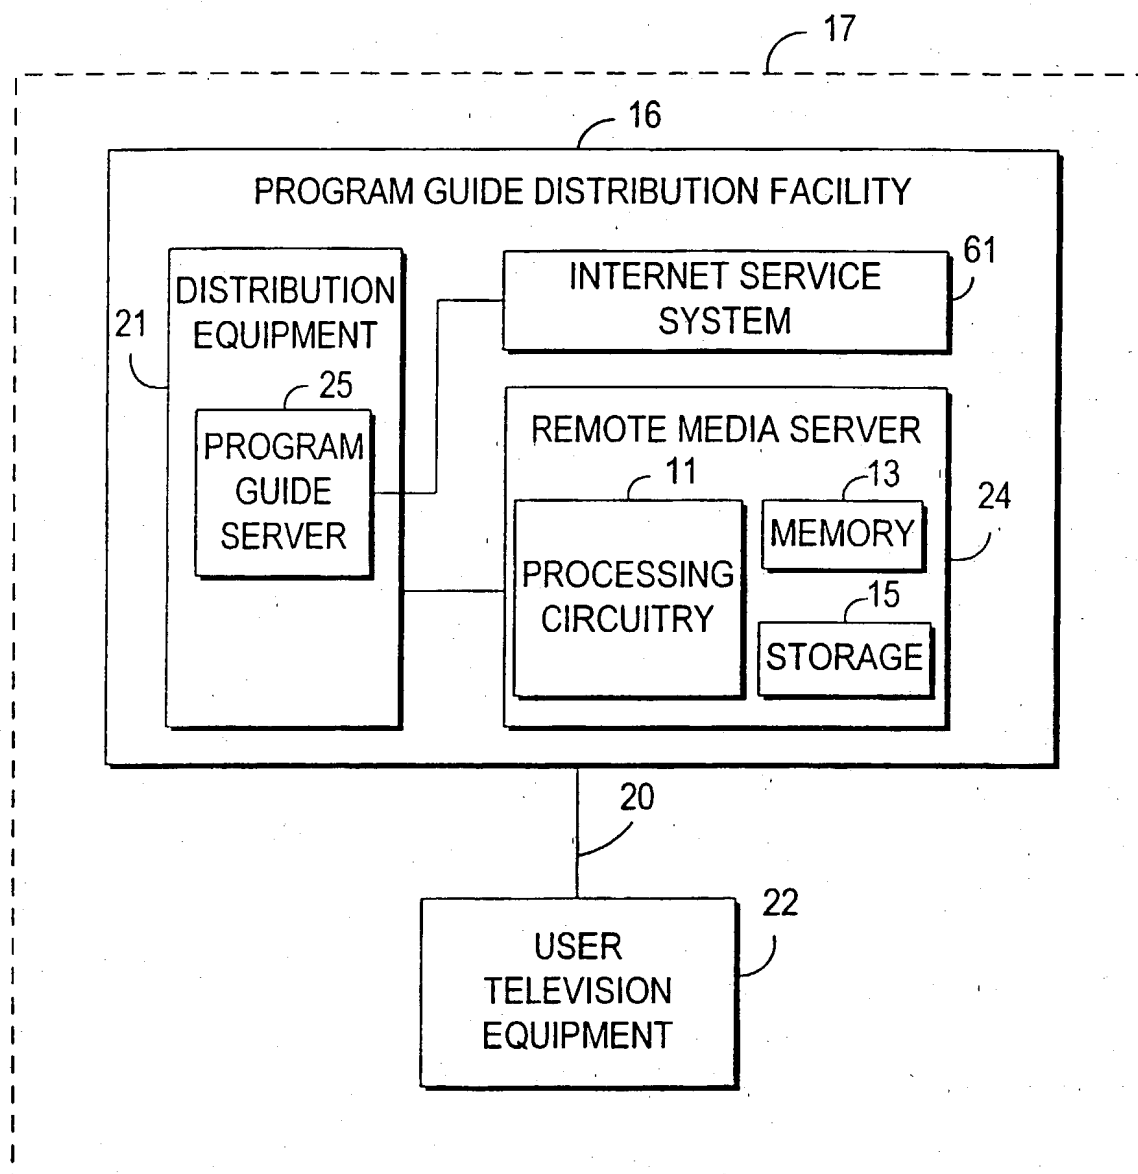 17
16
PROGRAM GUIDE DISTRIBUTION FACILITY
DISTRIBUTION
EQUIPMENT
21
25
PROGRAM
GUIDE
SERVER
INTERNET SERVICE
SYSTEM
61
REMOTE MEDIA SERVER
11
PROCESSING
CIRCUITRY
13
MEMORY
24
15
STORAGE
20
USER
TELEVISION
EQUIPMENT
22